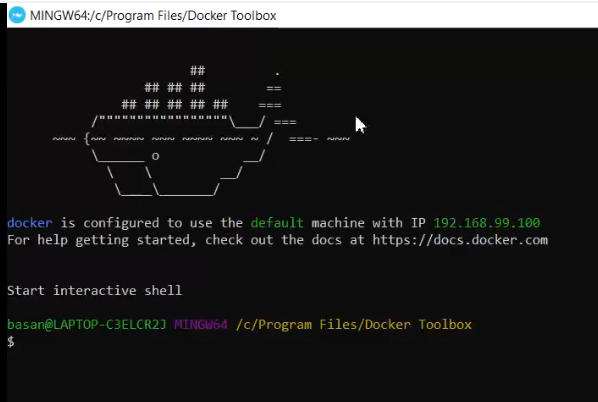 MINGW64:/c/Program Files/Docker Toolbox
                        ##         .
                  ## ## ##        ==
               ## ## ## ## ##    ===
           /"""""""""""""""""\___/ ===
      ~~~ {~~ ~~~~ ~~~ ~~~~ ~~~ ~ /  ===- ~~~
           \______ o           __/
             \    \         __/
              \____\_______/
docker is configured to use the default machine with IP 192.168.99.100
For help getting started, check out the docs at https://docs.docker.com
Start interactive shell
basan@LAPTOP-C3ELCR2J MINGW64 /c/Program Files/Docker Toolbox
$